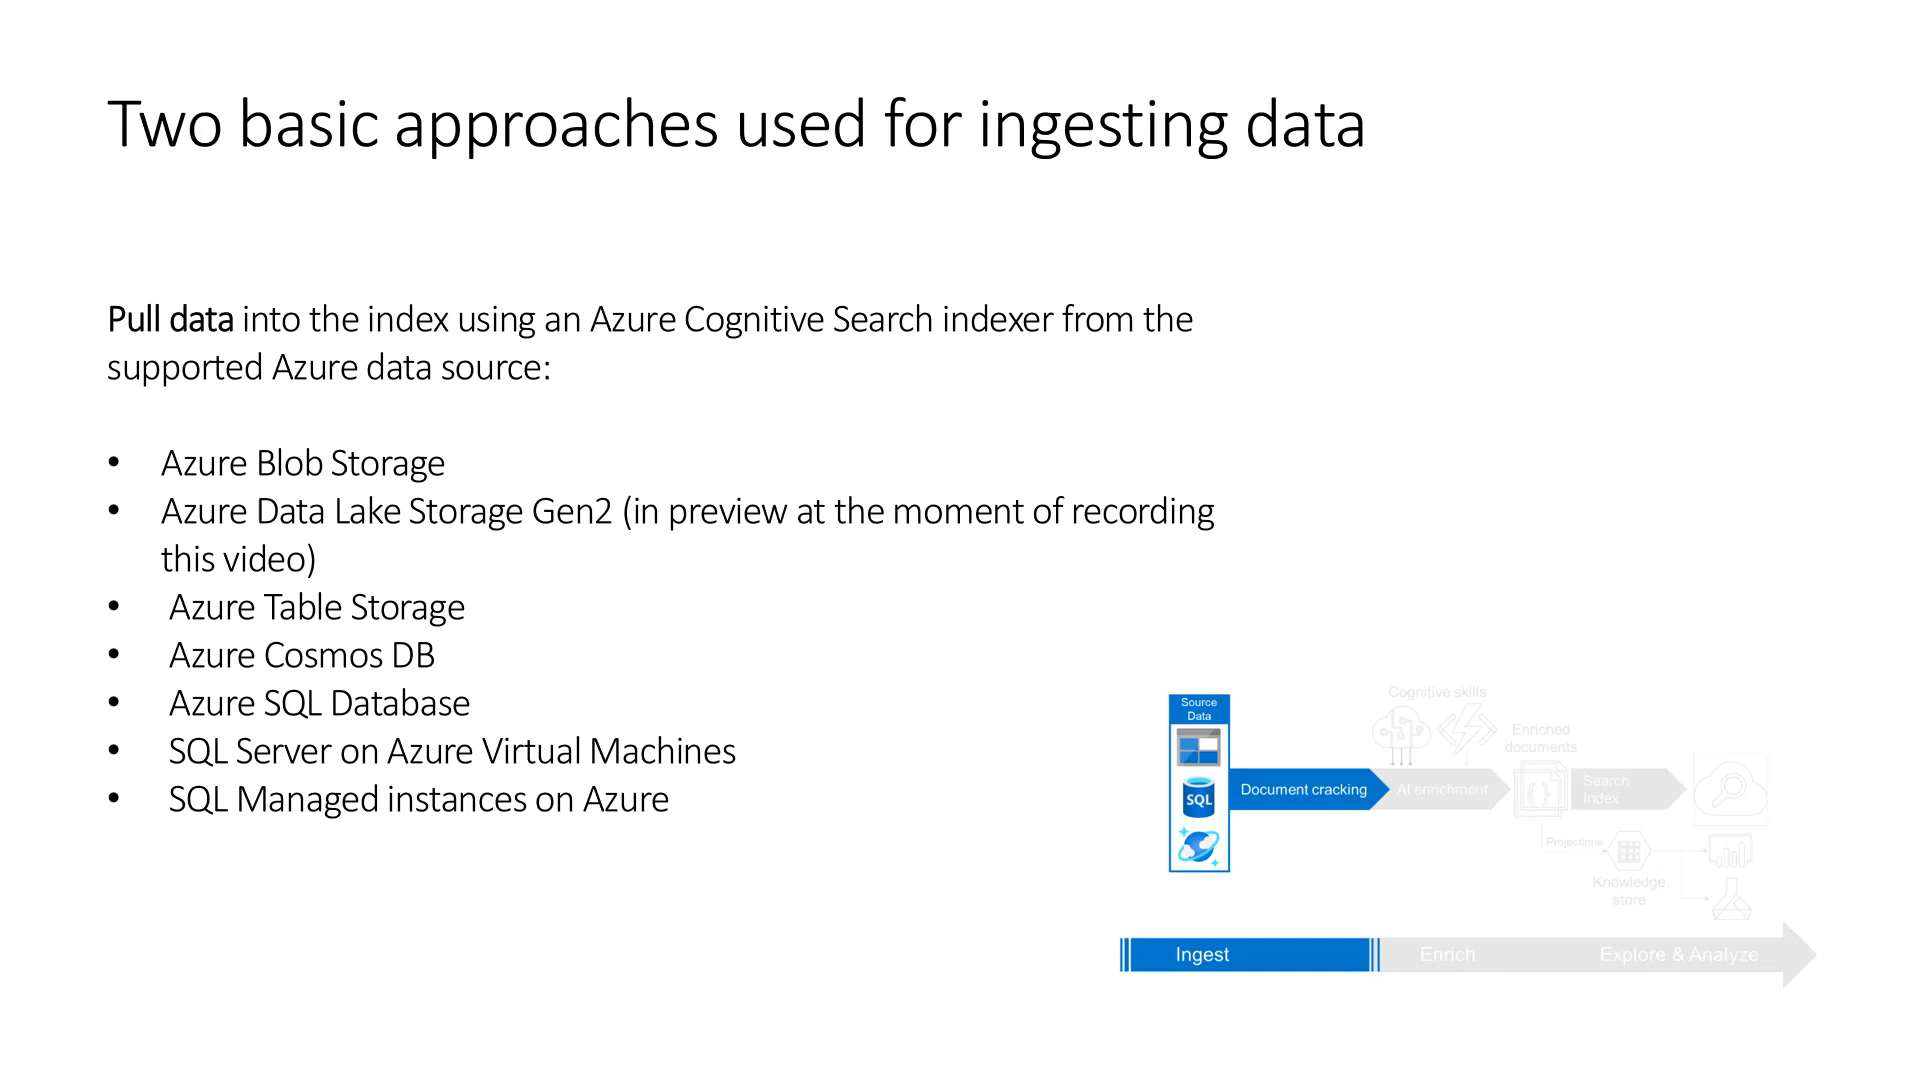 Two basic approaches used for ingesting data
Pull data into the index using an Azure Cognitive Search indexer from the
supported Azure data source:
• Azure Blob Storage
• Azure Data Lake Storage Gen2 (in preview at the moment of recording
this video)
• Azure Table Storage
• Azure Cosmos DB
• Azure SQL Database
• SQL Server on Azure Virtual Machines
• SQL Managed instances on Azure
Source
Data
SQL
Document cracking
Cognitive skills
AI enrichment
Enriched
documents
Search
Index
Projections
Knowledge
store
Ingest
Enrich
Explore & Analyze